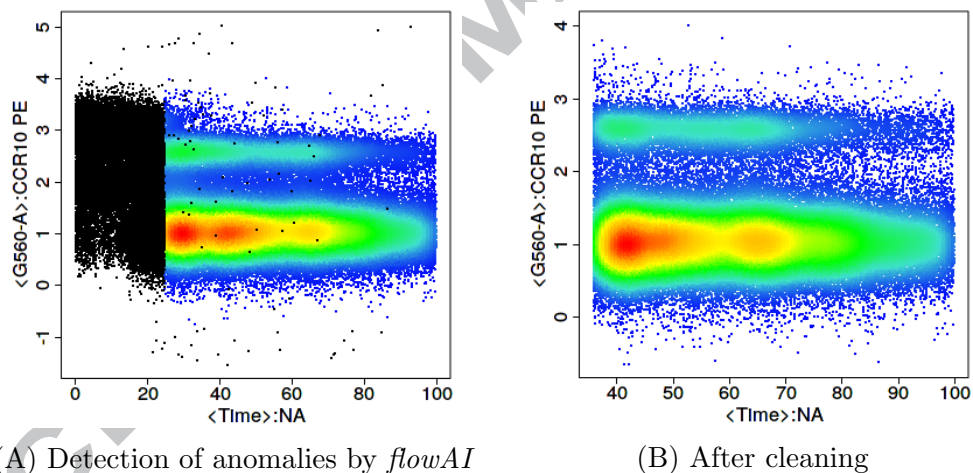 <G560-A>:CCR10 PE
5
4
3
2
1
0
-1
0 20 40 60 80 100
<Time>:NA
(A) Detection of anomalies by flowAI
<G560-A>:CCR10 PE
4
3
2
1
0
40 50 60 70 80 90 100
<Time>:NA
(B) After cleaning